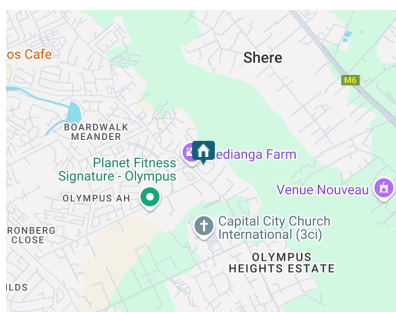 os Cafe
Shere
M6
BOARDWALK
MEANDER
edianga Farm
Planet Fitness
Signature - Olympus
Venue Nouveau
OLYMPUS AH
Capital City Church
International (3ci)
RONBERG
CLOSE
OLYMPUS
HEIGHTS ESTATE
ILDS